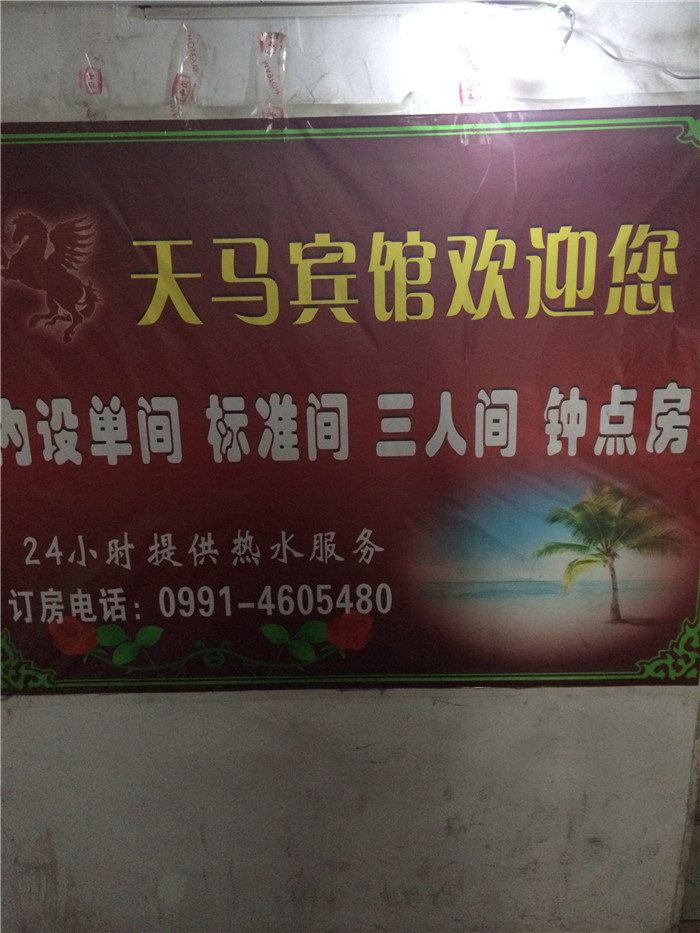 天马宾馆欢迎您
内设单间 标准间 三人间 钟点房
24小时提供热水服务
订房电话：0991-4605480